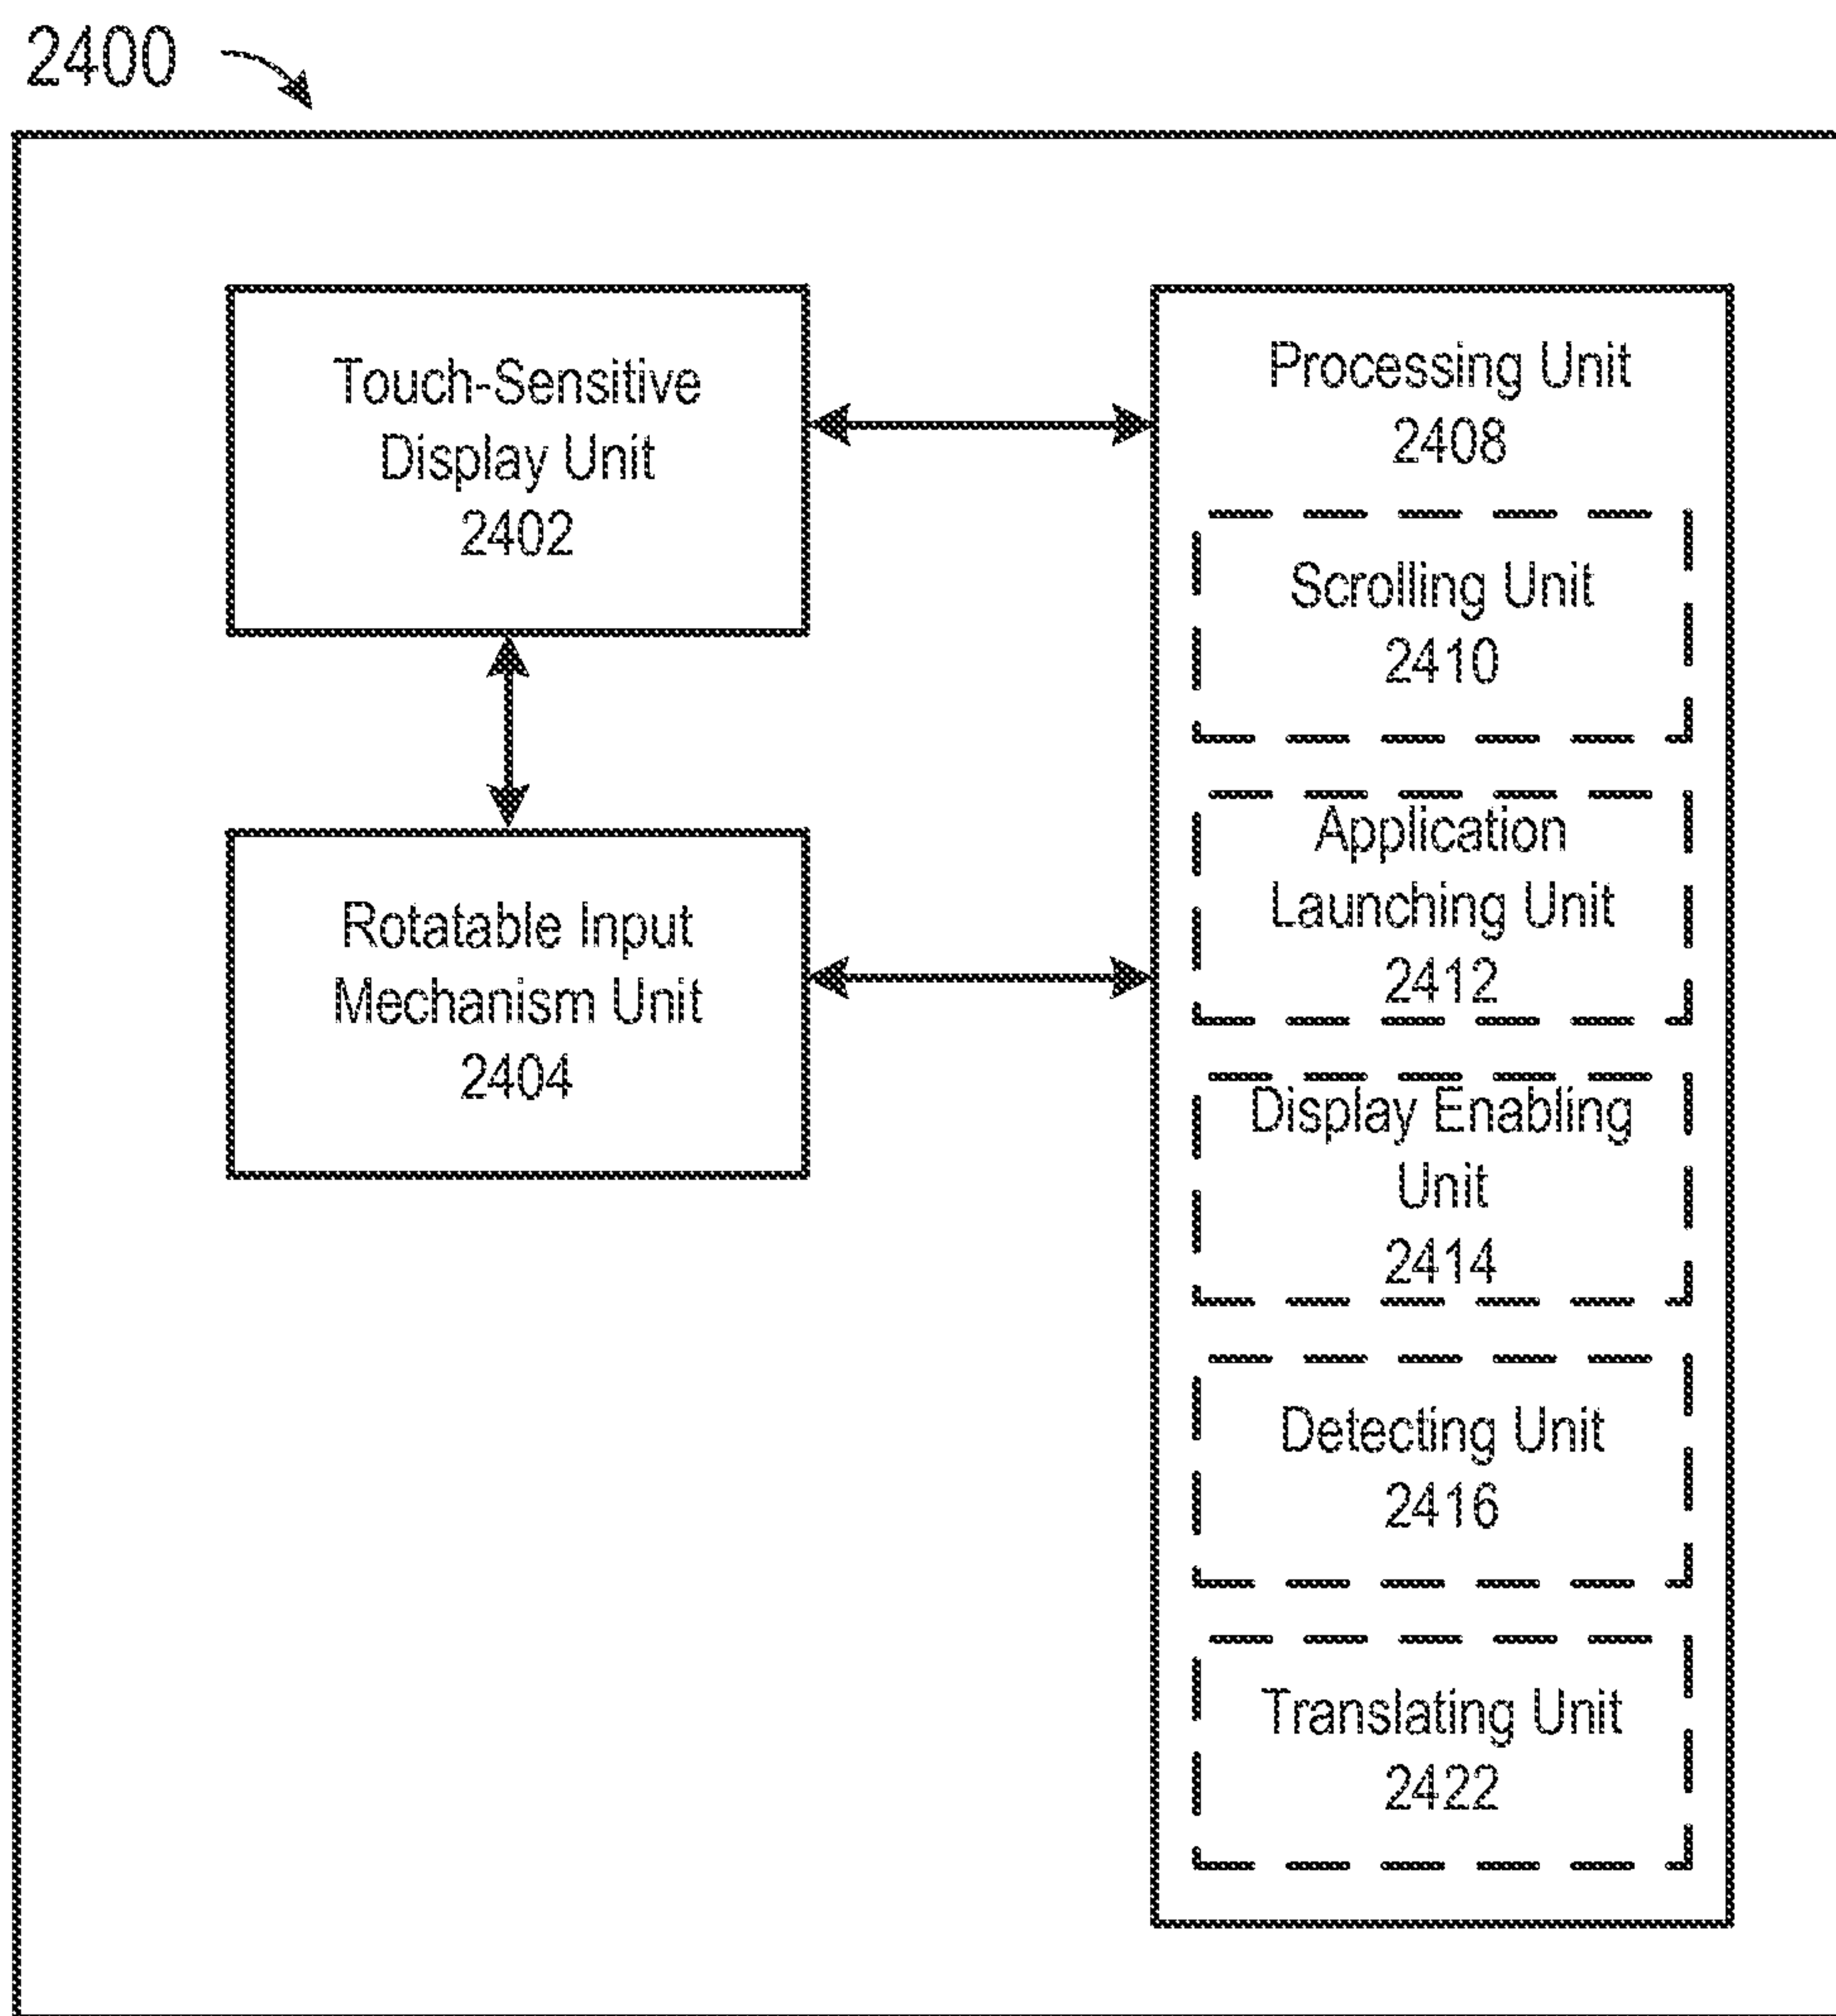 2400
Touch-Sensitive
Display Unit
2402
Rotatable Input
Mechanism Unit
2404
Processing Unit
2408
Scrolling Unit
2410
Application
Launching Unit
2412
Display Enabling
Unit
2414
Detecting Unit
2416
Translating Unit
2422